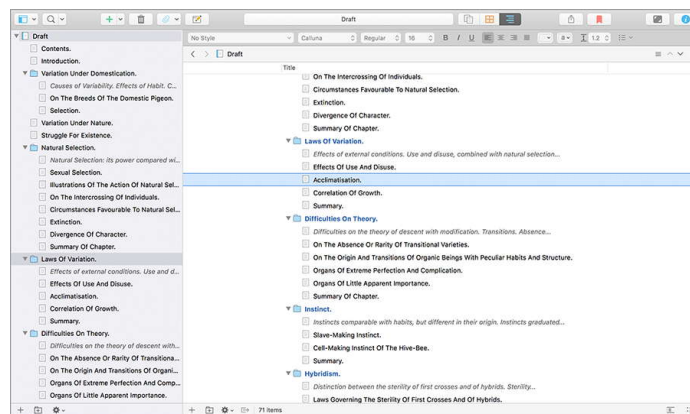 Draft
No Style
Calluna
Regular
16
B I U
1.2
Draft
Contents.
Introduction.
Variation Under Domestication.
Causes of Variability. Effects of Habit. C...
On The Breeds Of The Domestic Pigeon.
Selection.
Variation Under Nature.
Struggle For Existence.
Natural Selection.
Natural Selection: its power compared wi...
Sexual Selection.
Illustrations Of The Action Of Natural Sel...
On The Intercrossing Of Individuals.
Circumstances Favourable To Natural Sel...
Extinction.
Divergence Of Character.
Summary Of Chapter.
Laws Of Variation.
Effects of external conditions. Use and d...
Effects Of Use And Disuse.
Acclimatisation.
Correlation Of Growth.
Summary.
Difficulties On Theory.
Difficulties on the theory of descent with...
On The Absence Or Rarity Of Transitiona...
On The Origin And Transitions Of Organi...
Organs Of Extreme Perfection And Comp...
Organs Of Little Apparent Importance.
Draft
Title
On The Intercrossing Of Individuals.
Circumstances Favourable To Natural Selection.
Extinction.
Divergence Of Character.
Summary Of Chapter.
Laws Of Variation.
Effects of external conditions. Use and disuse, combined with natural selection...
Effects Of Use And Disuse.
Acclimatisation.
Correlation Of Growth.
Summary.
Difficulties On Theory.
Difficulties on the theory of descent with modification. Transitions. Absence...
On The Absence Or Rarity Of Transitional Varieties.
On The Origin And Transitions Of Organic Beings With Peculiar Habits And Structure.
Organs Of Extreme Perfection And Complication.
Organs Of Little Apparent Importance.
Summary Of Chapter.
Instinct.
Instincts comparable with habits, but different in their origin. Instincts graduated...
Slave-Making Instinct.
Cell-Making Instinct Of The Hive-Bee.
Summary.
Hybridism.
Distinction between the sterility of first crosses and of hybrids. Sterility...
Laws Governing The Sterility Of First Crosses And Of Hybrids.
71 items